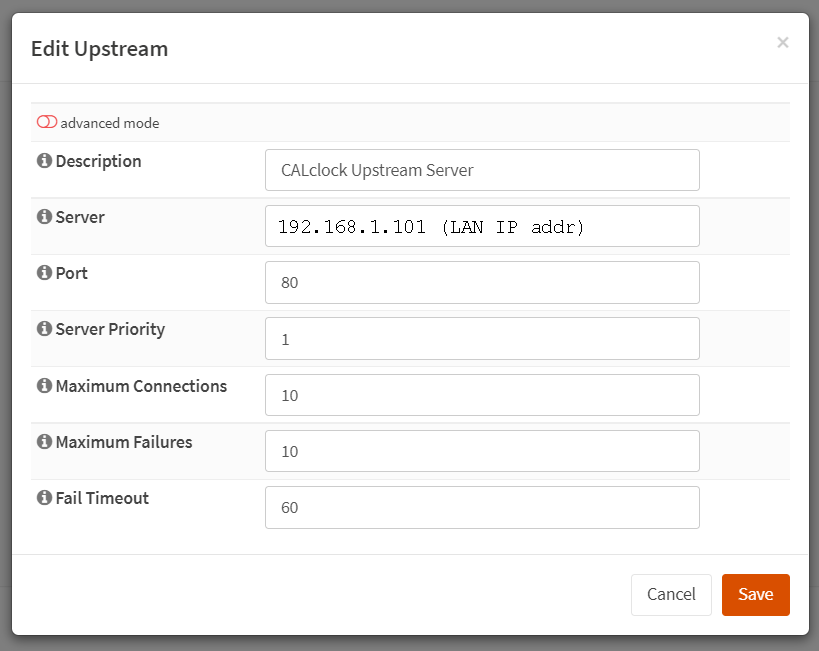 Edit Upstream
×
advanced mode
Description
CALclock Upstream Server
Server
192.168.1.101 (LAN IP addr)
Port
80
Server Priority
1
Maximum Connections
10
Maximum Failures
10
Fail Timeout
60
Cancel
Save